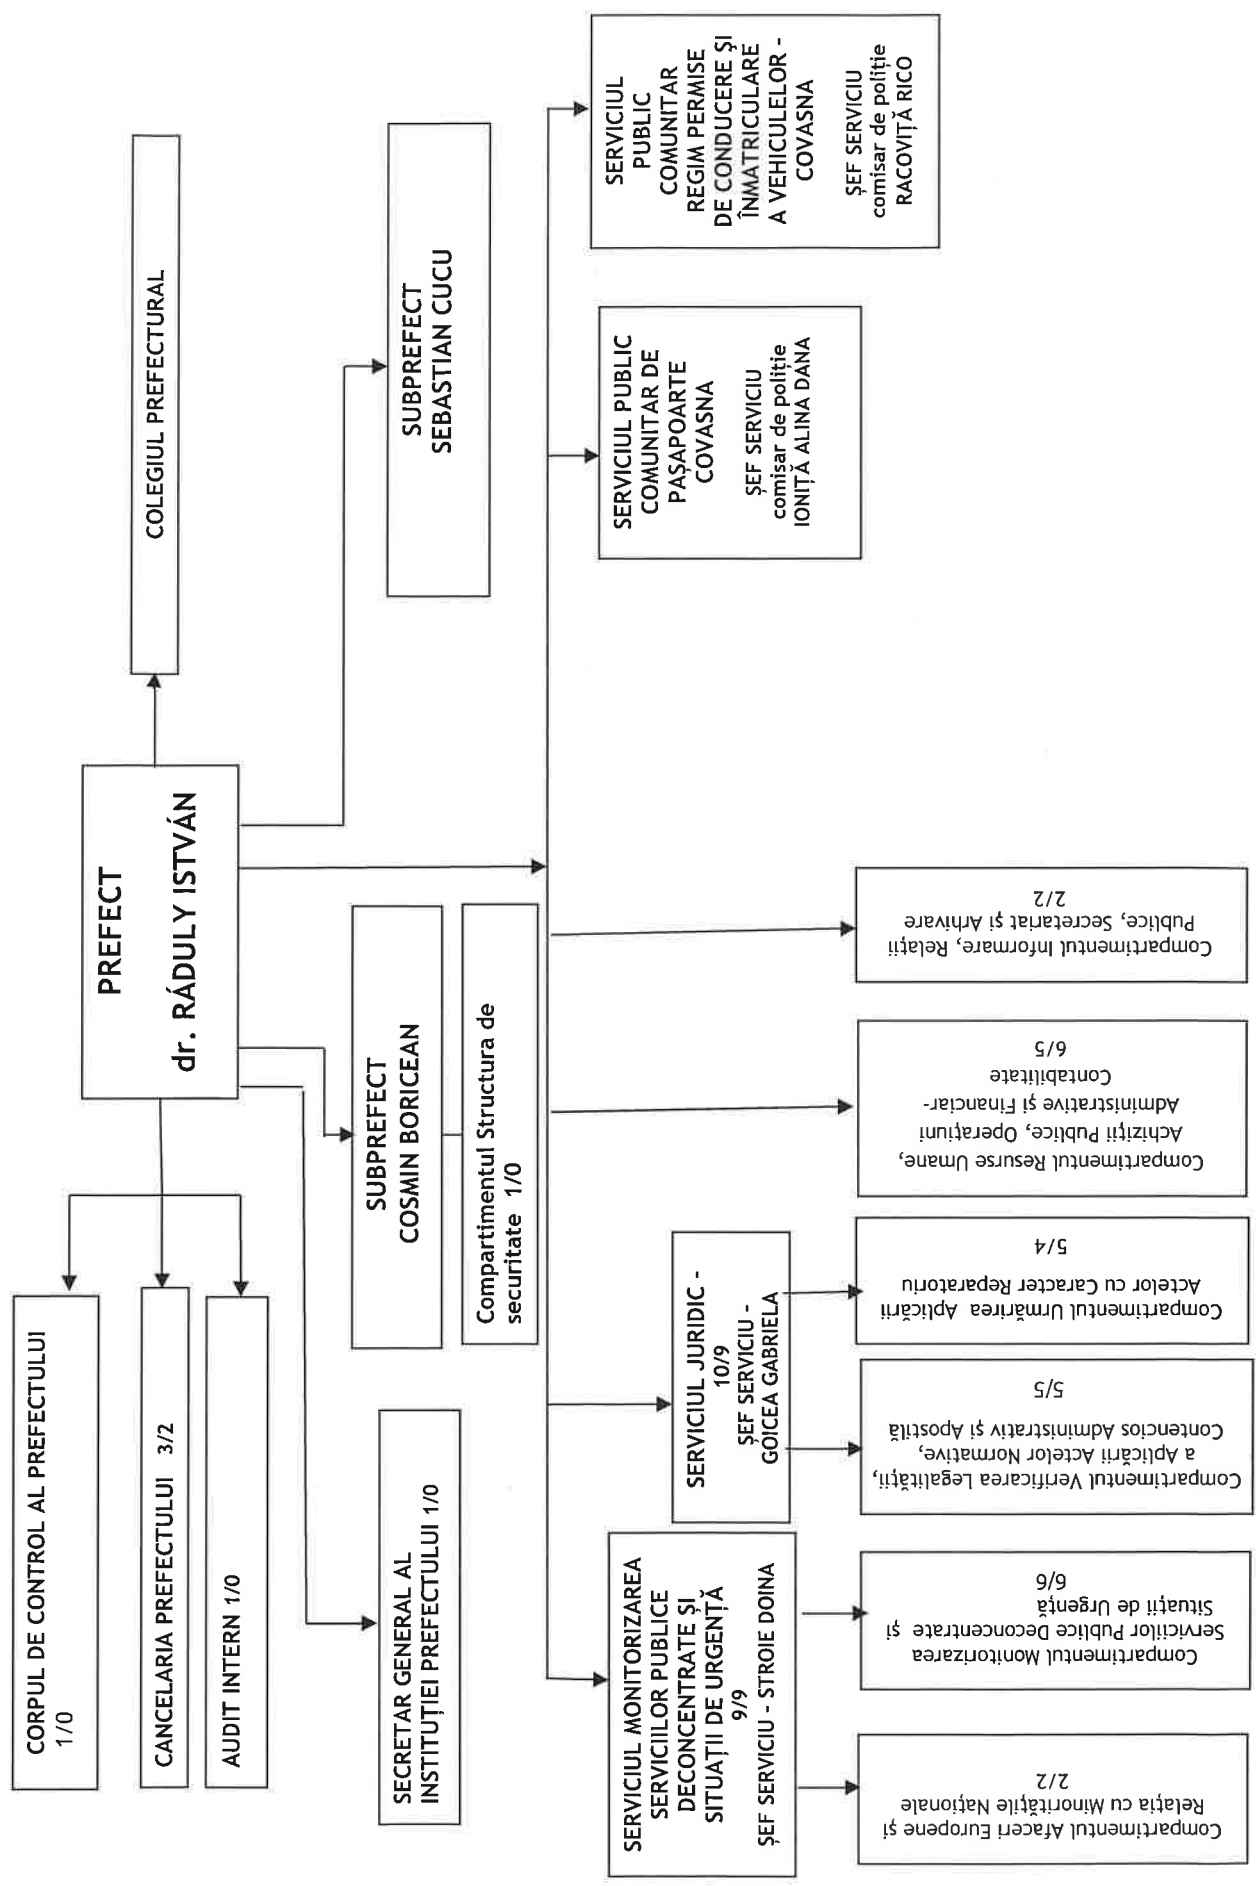 COLEGIUL PREFECTURAL
PREFECT
dr. RÁDULY ISTVÁN
CORPUL DE CONTROL AL PREFECTULUI
1/0
CANCELARIA PREFECTULUI 3/2
AUDIT INTERN 1/0
SECRETAR GENERAL AL
INSTITUȚIEI PREFECTULUI 1/0
SUBPREFECT
COSMIN BORICEAN
Compartimentul Structura de
securitate 1/0
SUBPREFECT
SEBASTIAN CUCU
SERVICIUL MONITORIZAREA
SERVICIILOR PUBLICE
DECONCENTRATE ȘI
SITUAȚII DE URGENȚĂ
9/9
ȘEF SERVICIU - STROIE DOINA
SERVICIUL JURIDIC -
10/9
ȘEF SERVICIU -
GOICEA GABRIELA
SERVICIUL PUBLIC
COMUNITAR DE
PAȘAPOARTE
COVASNA
ȘEF SERVICIU
comisar de poliție
IONIȚĂ ALINA DANA
SERVICIUL
PUBLIC
COMUNITAR
REGIM PERMISE
DE CONDUCERE ȘI
ÎNMATRICULARE
A VEHICULELOR -
COVASNA
ȘEF SERVICIU
comisar de poliție
RACOVIȚĂ RICO
Compartimentul Afaceri Europene și
Relația cu Minoritățile Naționale
2/2
Compartimentul Monitorizarea
Serviciilor Publice Deconcentrate și
Situații de Urgență
6/6
Compartimentul Verificarea Legalității,
a Aplicării Actelor Normative,
Contencios Administrativ și Apostilă
5/5
Compartimentul Urmărirea Aplicării
Actelor cu Caracter Reparatoriu
5/4
Compartimentul Resurse Umane,
Achiziții Publice, Operațiuni
Administrative și Financiar-
Contabilitate
6/5
Compartimentul Informare, Relații
Publice, Secretariat și Arhivare
2/2